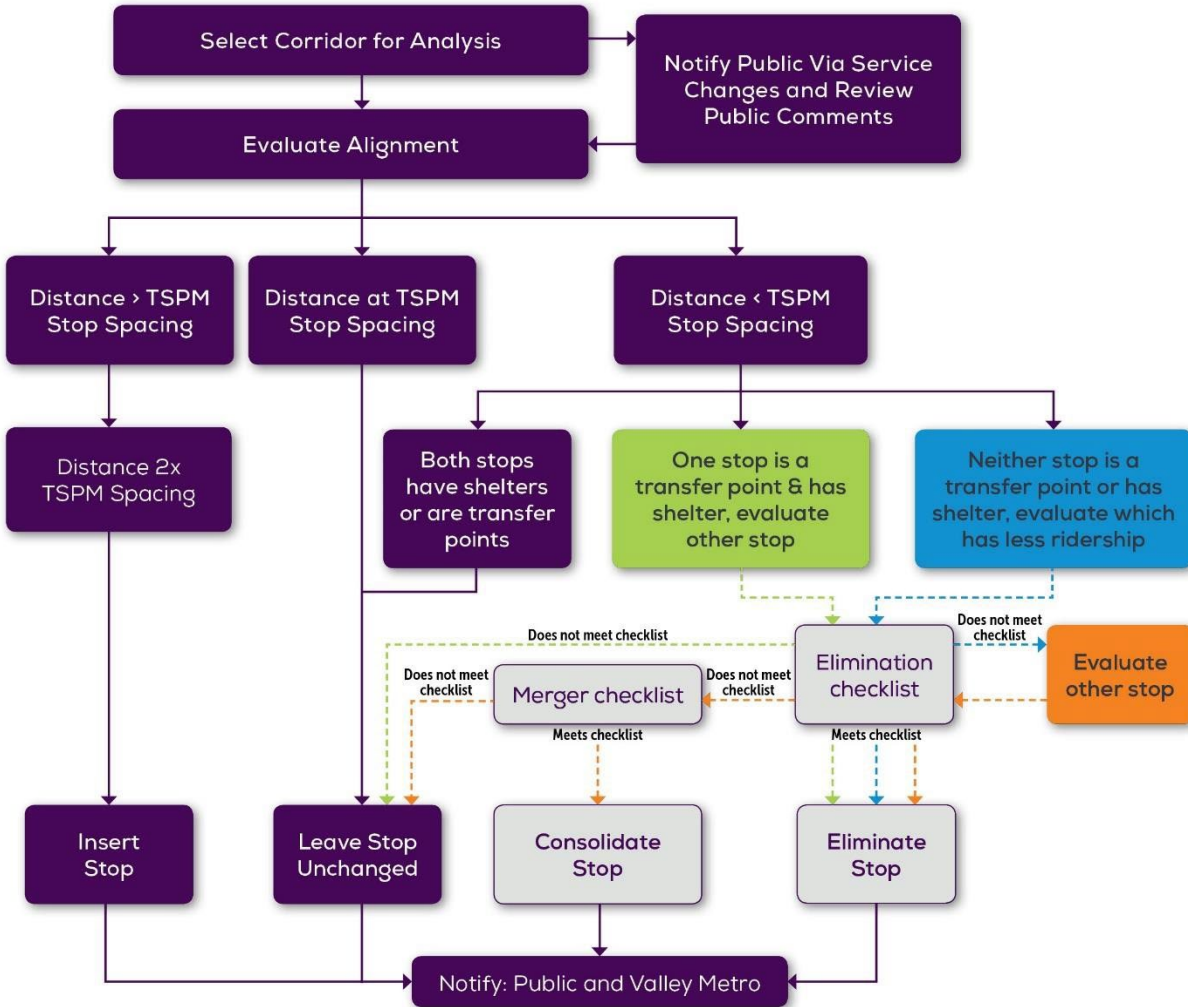 Select Corridor for Analysis
Notify Public Via Service
Changes and Review
Public Comments
Evaluate Alignment
Distance > TSPM
Stop Spacing
Distance at TSPM
Stop Spacing
Distance < TSPM
Stop Spacing
Distance 2x
TSPM Spacing
Both stops
have shelters
or are transfer
points
One stop is a
transfer point & has
shelter, evaluate
other stop
Neither stop is a
transfer point or has
shelter, evaluate which
has less ridership
Does not meet checklist
Elimination
checklist
Does not meet
checklist
Evaluate
other stop
Does not meet
checklist
Merger checklist
Does not meet
checklist
Meets checklist
Meets checklist
Insert
Stop
Leave Stop
Unchanged
Consolidate
Stop
Eliminate
Stop
Notify: Public and Valley Metro